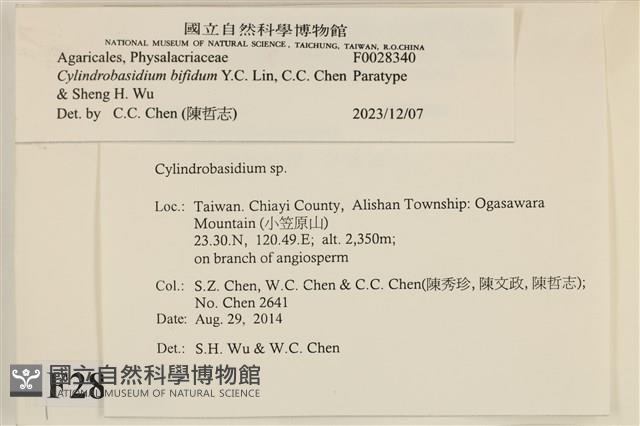 國立自然科學博物館
NATIONAL MUSEUM OF NATURAL SCIENCE, TAICHUNG, TAIWAN, R.O.CHINA
Agaricales, Physalacriaceae F0028340
Cylindrobasidium bifidum Y.C. Lin, C.C. Chen Paratype
& Sheng H. Wu
Det. by C.C. Chen (陳哲志) 2023/12/07
Cylindrobasidium sp.
Loc.: Taiwan. Chiayi County, Alishan Township: Ogasawara
Mountain (小笠原山)
23.30.N, 120.49.E; alt. 2,350m;
on branch of angiosperm
Col.: S.Z. Chen, W.C. Chen & C.C. Chen(陳秀珍, 陳文政, 陳哲志);
No. Chen 2641
Date: Aug. 29, 2014
Det.: S.H. Wu & W.C. Chen
F28
國立自然科學博物館
NATIONAL MUSEUM OF NATURAL SCIENCE